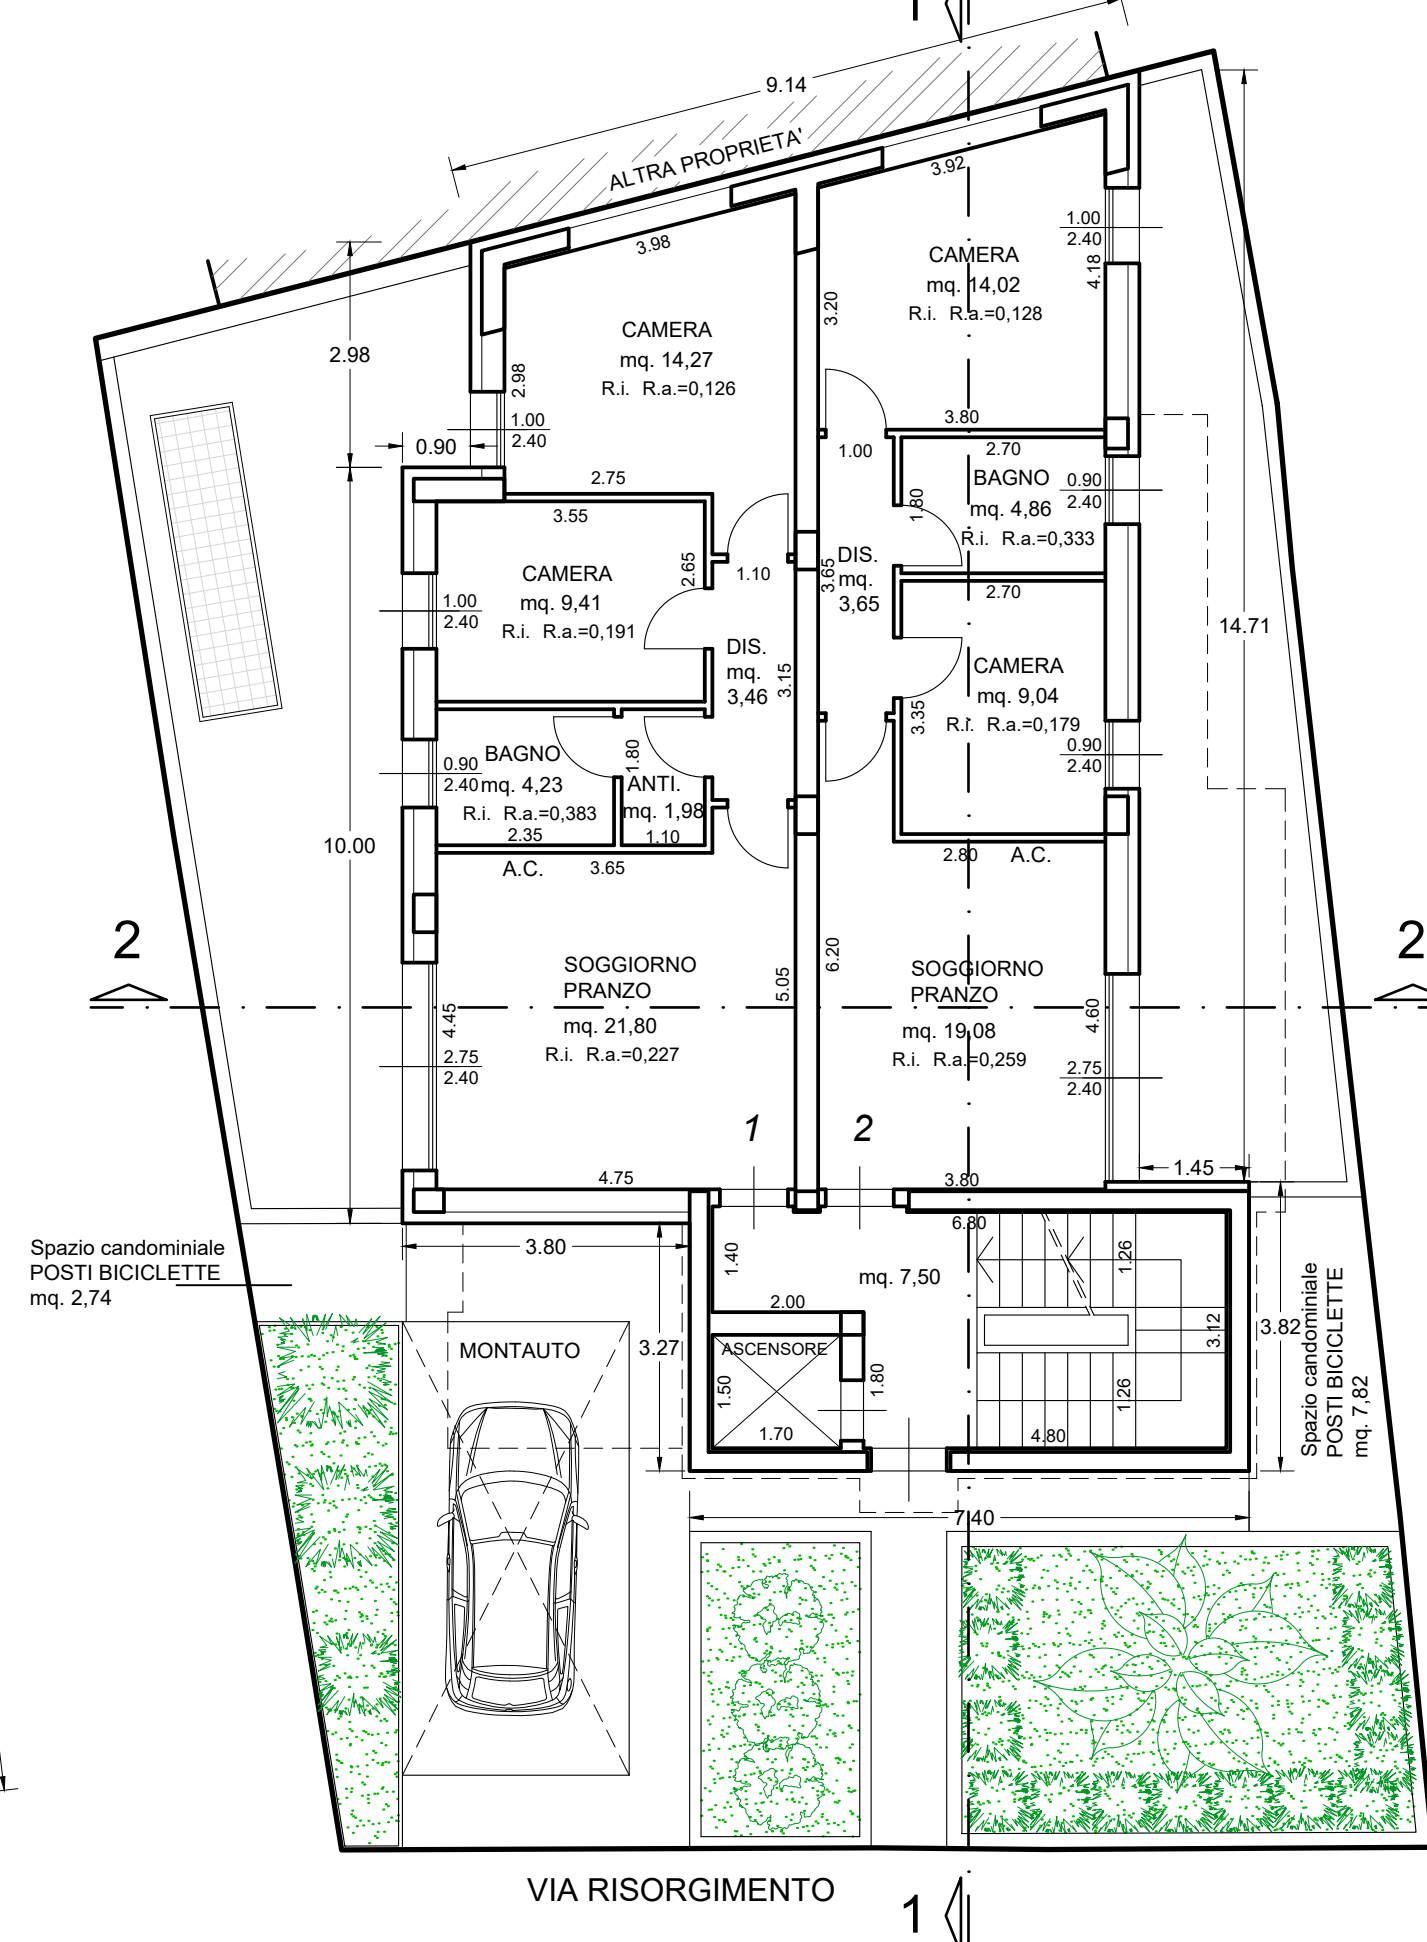 1
9.14
ALTRA PROPRIETA'
3.92
3.98
1.00
2.40
4.18
CAMERA
mq. 14,02
R.i. R.a.=0,128
3.20
CAMERA
mq. 14,27
R.i. R.a.=0,126
2.98
2.98
1.00
2.40
0.90
3.80
1.00
2.70
2.75
3.55
BAGNO
mq. 4,86
R.i. R.a.=0,333
0.90
2.40
1.80
CAMERA
mq. 9,41
R.i. R.a.=0,191
2.65
1.10
DIS.
mq.
3,65
3.65
2.70
1.00
2.40
14.71
DIS.
mq.
3,46
3.15
CAMERA
mq. 9,04
R.i. R.a.=0,179
3.35
0.90
2.40
BAGNO
mq. 4,23
R.i. R.a.=0,383
2.35
0.90
2.40
1.80
ANTI.
mq. 1,98
1.10
10.00
A.C.
3.65
2.80
A.C.
2
2
SOGGIORNO
PRANZO
mq. 21,80
R.i. R.a.=0,227
5.05
6.20
SOGGIORNO
PRANZO
mq. 19,08
R.i. R.a.=0,259
4.60
4.45
2.75
2.40
2.75
2.40
1
2
4.75
3.80
1.45
6.80
Spazio candominiale
POSTI BICICLETTE
mq. 2,74
3.80
1.40
mq. 7,50
1.26
2.00
3.27
MONTAUTO
ASCENSORE
1.50
1.70
1.80
1.26
3.12
3.82
4.80
Spazio candominiale
POSTI BICICLETTE
mq. 7,82
7.40
VIA RISORGIMENTO
1